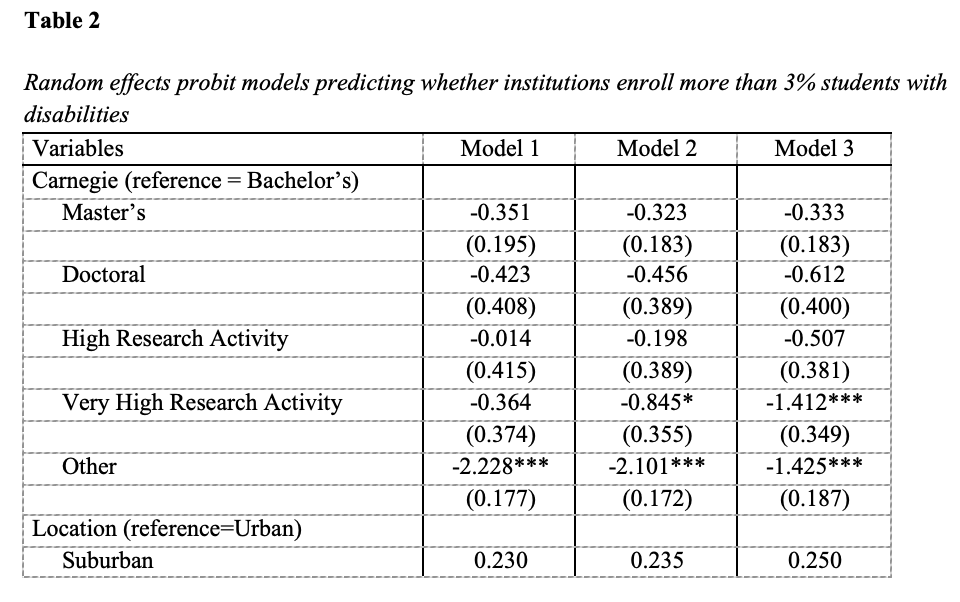 Table 2
Random effects probit models predicting whether institutions enroll more than 3% students with
disabilities
Variables Model 1 Model 2 Model 3
Carnegie (reference = Bachelor’s)
Master’s -0.351 -0.323 -0.333
(0.195) (0.183) (0.183)
Doctoral -0.423 -0.456 -0.612
(0.408) (0.389) (0.400)
High Research Activity -0.014 -0.198 -0.507
(0.415) (0.389) (0.381)
Very High Research Activity -0.364 -0.845* -1.412***
(0.374) (0.355) (0.349)
Other -2.228*** -2.101*** -1.425***
(0.177) (0.172) (0.187)
Location (reference=Urban)
Suburban 0.230 0.235 0.250